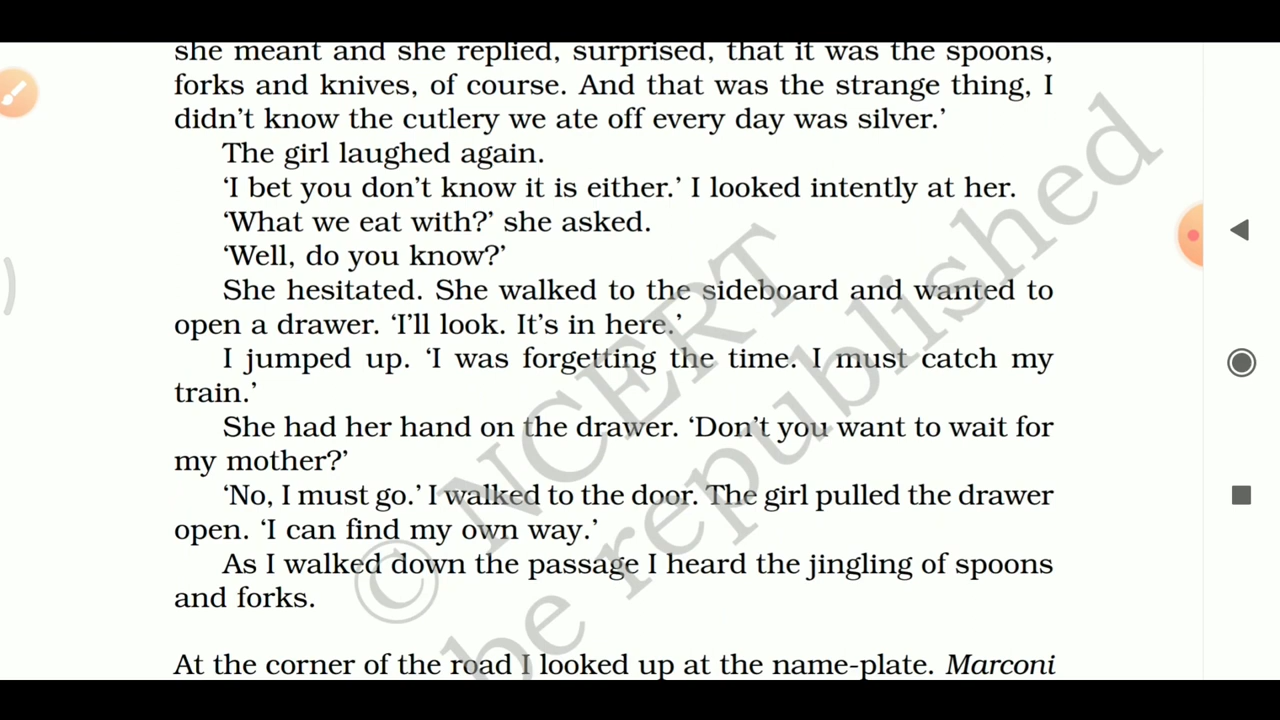 she meant and she replied, surprised, that it was the spoons,
forks and knives, of course. And that was the strange thing, I
didn’t know the cutlery we ate off every day was silver.’
The girl laughed again.
‘I bet you don’t know it is either.’ I looked intently at her.
‘What we eat with?’ she asked.
‘Well, do you know?’
She hesitated. She walked to the sideboard and wanted to
open a drawer. ‘I’ll look. It’s in here.’
I jumped up. ‘I was forgetting the time. I must catch my
train.’
She had her hand on the drawer. ‘Don’t you want to wait for
my mother?’
‘No, I must go.’ I walked to the door. The girl pulled the drawer
open. ‘I can find my own way.’
As I walked down the passage I heard the jingling of spoons
and forks.
At the corner of the road I looked up at the name-plate. Marconi
© NCERT
be republished